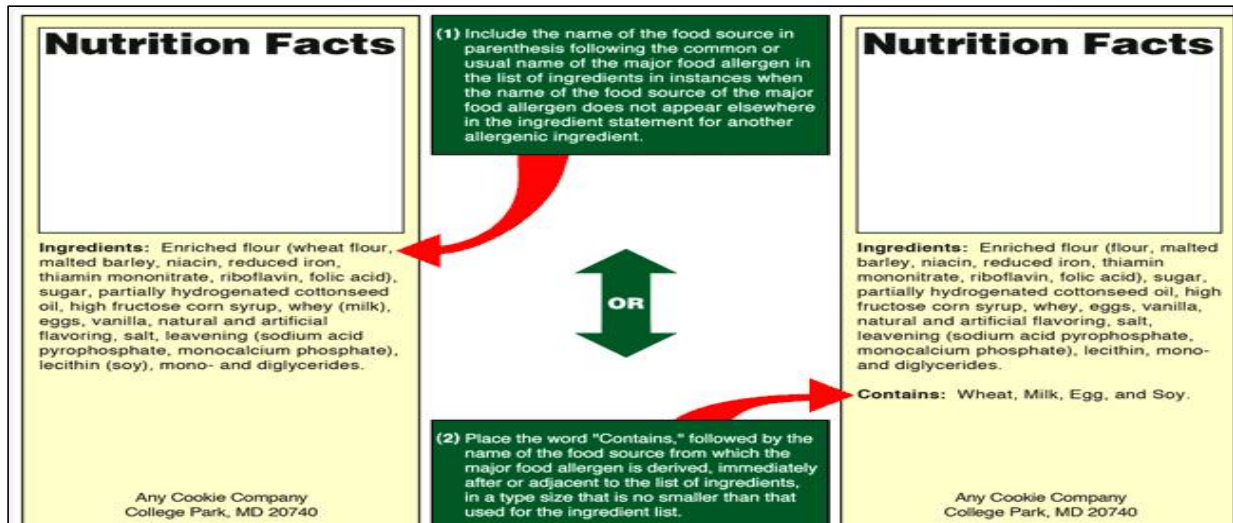 Nutrition Facts
Ingredients: Enriched flour (wheat flour,
malted barley, niacin, reduced iron,
thiamin mononitrate, riboflavin, folic acid),
sugar, partially hydrogenated cottonseed
oil, high fructose corn syrup, whey (milk),
eggs, vanilla, natural and artificial
flavoring, salt, leavening (sodium acid
pyrophosphate, monocalcium phosphate),
lecithin (soy), mono- and diglycerides.
Any Cookie Company
College Park, MD 20740
(1) Include the name of the food source in
parenthesis following the common or
usual name of the major food allergen in
the list of ingredients in instances when
the name of the food source of the major
food allergen does not appear elsewhere
in the ingredient statement for another
allergenic ingredient.
OR
(2) Place the word "Contains," followed by the
name of the food source from which the
major food allergen is derived, immediately
after or adjacent to the list of ingredients,
in a type size that is no smaller than that
used for the ingredient list.
Nutrition Facts
Ingredients: Enriched flour (flour, malted
barley, niacin, reduced iron, thiamin
mononitrate, riboflavin, folic acid), sugar,
partially hydrogenated cottonseed oil, high
fructose corn syrup, whey, eggs, vanilla,
natural and artificial flavoring, salt,
leavening (sodium acid pyrophosphate,
monocalcium phosphate), lecithin, mono-
and diglycerides.
Contains: Wheat, Milk, Egg, and Soy.
Any Cookie Company
College Park, MD 20740